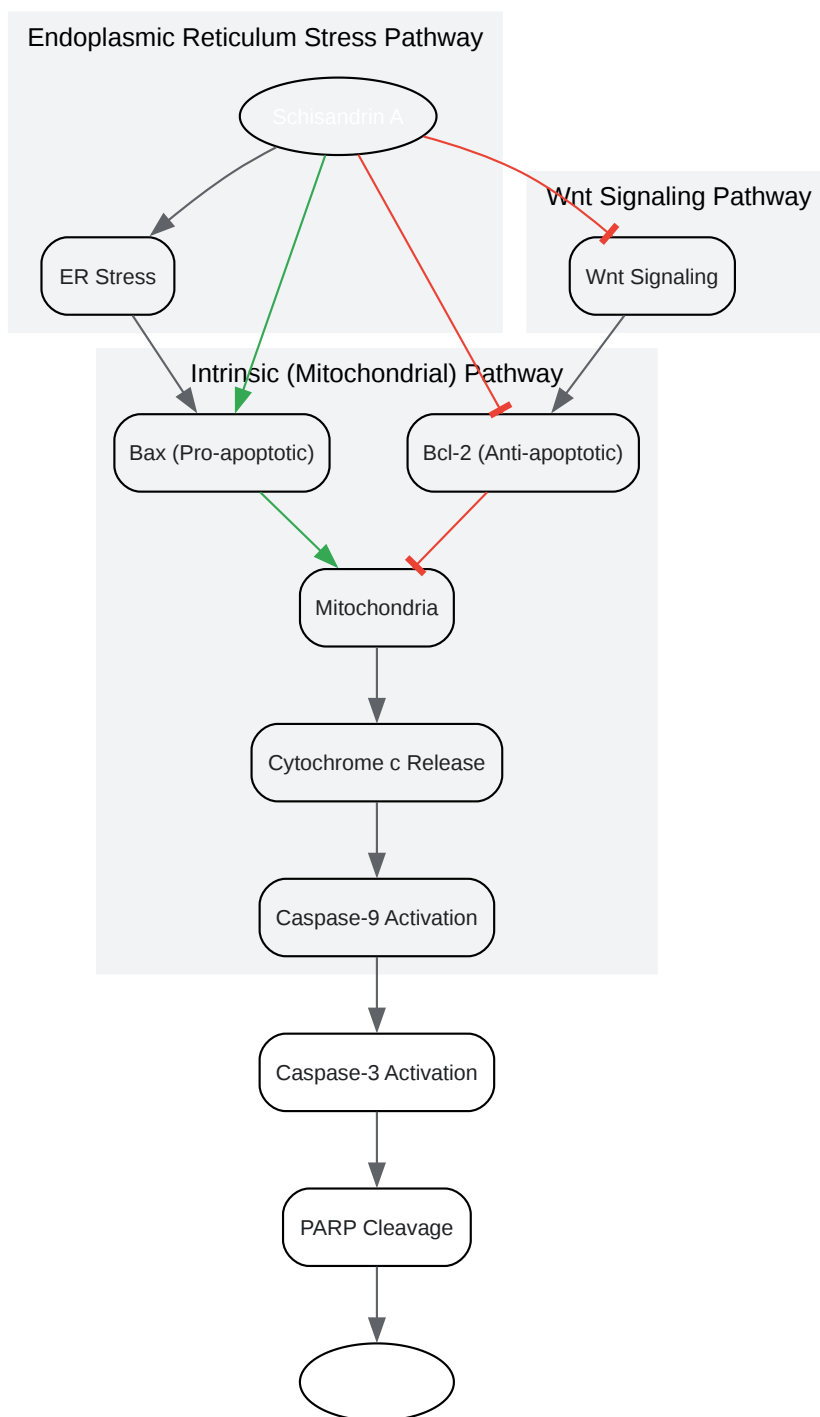 Endoplasmic Reticulum Stress Pathway
Schisandrin A
Wnt Signaling Pathway
ER Stress
Wnt Signaling
Intrinsic (Mitochondrial) Pathway
Bax (Pro-apoptotic)
Bcl-2 (Anti-apoptotic)
Mitochondria
Cytochrome c Release
Caspase-9 Activation
Caspase-3 Activation
PARP Cleavage